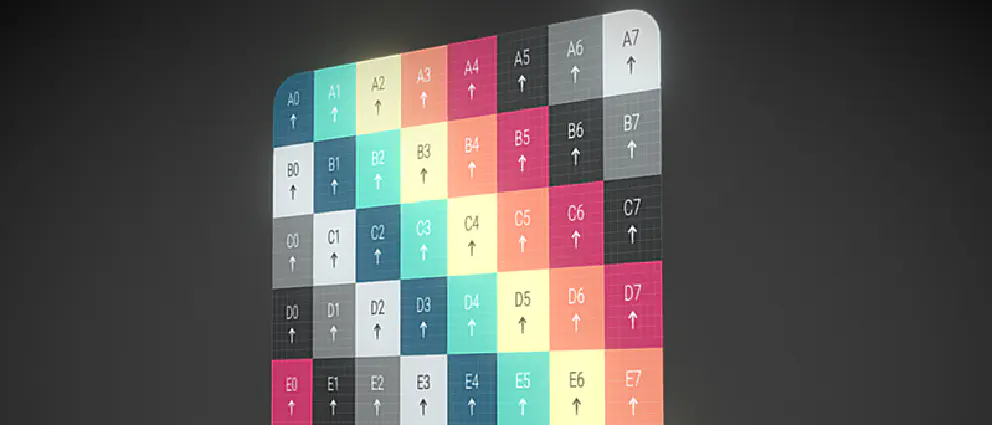 A0 A1 A2 A3 A4 A5 A6 A7
B0 B1 B2 B3 B4 B5 B6 B7
C0 C1 C2 C3 C4 C5 C6 C7
D0 D1 D2 D3 D4 D5 D6 D7
E0 E1 E2 E3 E4 E5 E6 E7